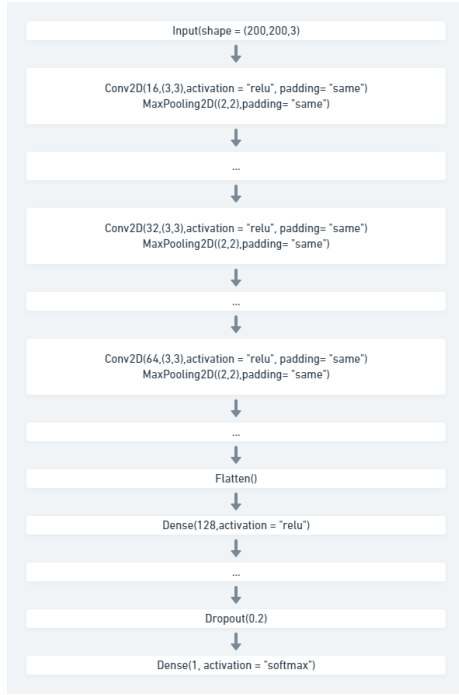 Input(shape = (200,200,3)
Conv2D(16,(3,3),activation = "relu", padding= "same")
MaxPooling2D((2,2),padding= "same")
...
Conv2D(32,(3,3),activation = "relu", padding= "same")
MaxPooling2D((2,2),padding= "same")
...
Conv2D(64,(3,3),activation = "relu", padding= "same")
MaxPooling2D((2,2),padding= "same")
...
Flatten()
Dense(128,activation = "relu")
...
Dropout(0.2)
Dense(1, activation = "softmax")